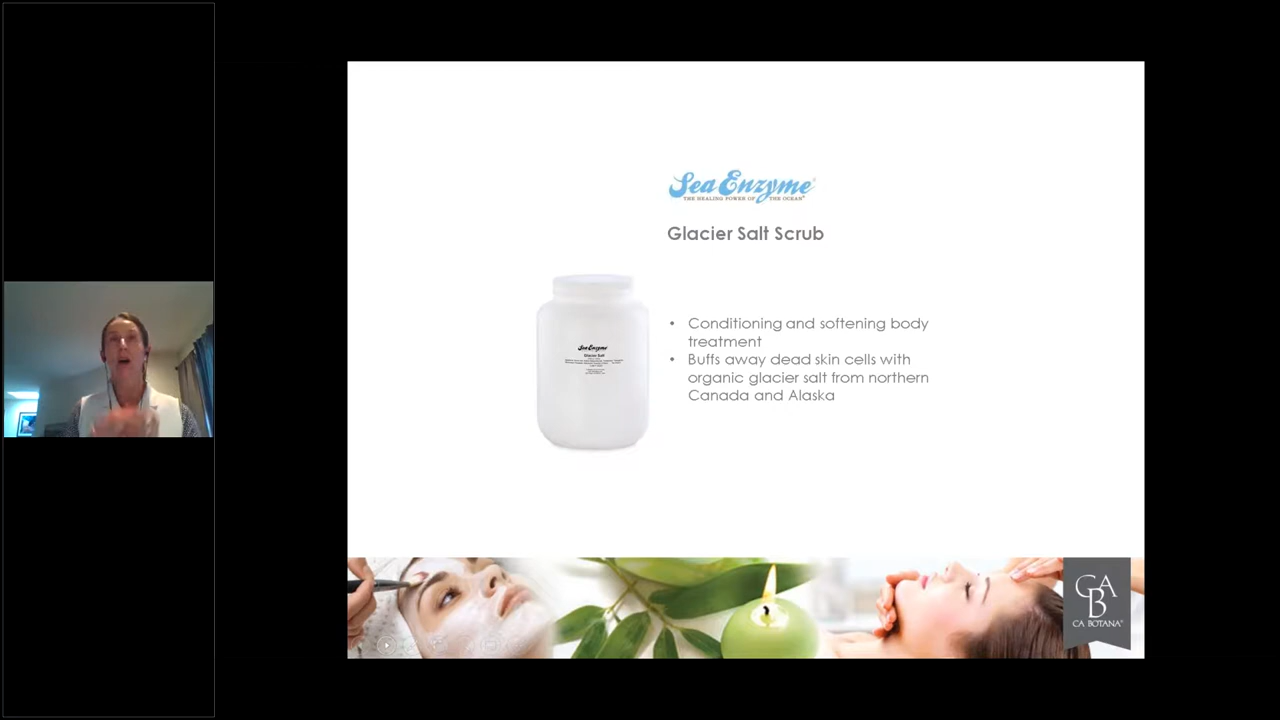 Sea Enzyme®
THE HEALING POWER OF THE OCEAN®
Glacier Salt Scrub
• Conditioning and softening body
treatment
• Buffs away dead skin cells with
organic glacier salt from northern
Canada and Alaska
Sea Enzyme
Glacier Salt
CA
B
CA BOTANA®